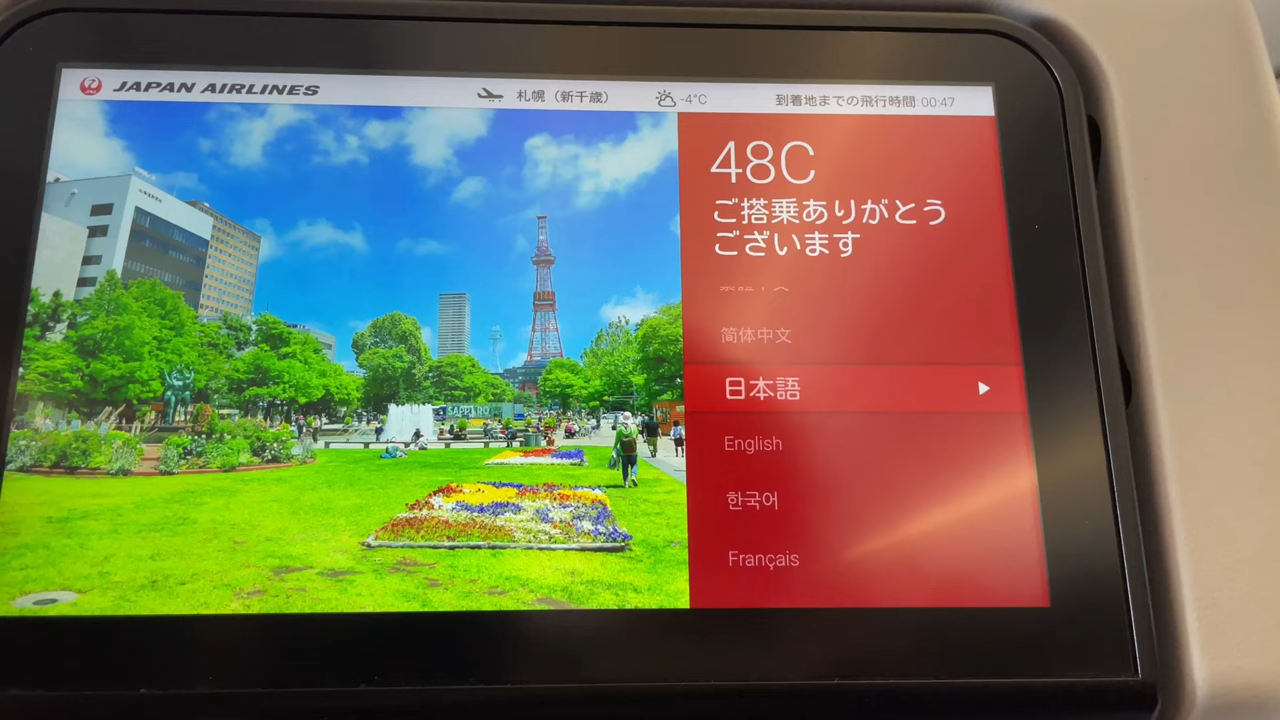 JAPAN AIRLINES
札幌（新千歳）
-4°C
到着地までの飛行時間:00:47
48C
ご搭乗ありがとう
ございます
简体中文
日本語
English
한국어
Français
SAPPORO